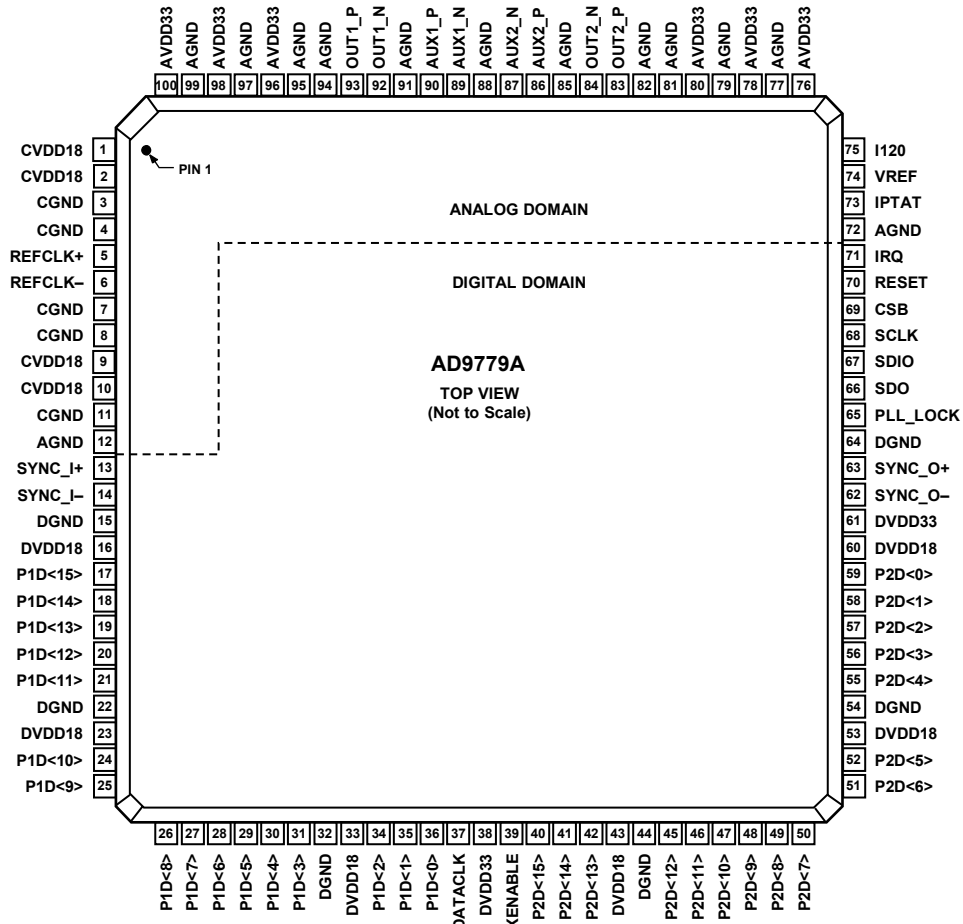 AVDD33
AGND
AVDD33
AGND
AVDD33
AGND
AGND
OUT1_P
OUT1_N
AGND
AUX1_P
AUX1_N
AGND
AUX2_N
AUX2_P
AGND
OUT2_N
OUT2_P
AGND
AGND
AVDD33
AGND
AVDD33
AGND
AVDD33
100 99 98 97 96 95 94 93 92 91 90 89 88 87 86 85 84 83 82 81 80 79 78 77 76
CVDD18 1
CVDD18 2
CGND 3
CGND 4
REFCLK+ 5
REFCLK– 6
CGND 7
CGND 8
CVDD18 9
CVDD18 10
CGND 11
AGND 12
SYNC_I+ 13
SYNC_I– 14
DGND 15
DVDD18 16
P1D<15> 17
P1D<14> 18
P1D<13> 19
P1D<12> 20
P1D<11> 21
DGND 22
DVDD18 23
P1D<10> 24
P1D<9> 25
PIN 1
ANALOG DOMAIN
DIGITAL DOMAIN
AD9779A
TOP VIEW
(Not to Scale)
75 I120
74 VREF
73 IPTAT
72 AGND
71 IRQ
70 RESET
69 CSB
68 SCLK
67 SDIO
66 SDO
65 PLL_LOCK
64 DGND
63 SYNC_O+
62 SYNC_O–
61 DVDD33
60 DVDD18
59 P2D<0>
58 P2D<1>
57 P2D<2>
56 P2D<3>
55 P2D<4>
54 DGND
53 DVDD18
52 P2D<5>
51 P2D<6>
26 27 28 29 30 31 32 33 34 35 36 37 38 39 40 41 42 43 44 45 46 47 48 49 50
P1D<8>
P1D<7>
P1D<6>
P1D<5>
P1D<4>
P1D<3>
DGND
DVDD18
P1D<2>
P1D<1>
P1D<0>
DATACLK
DVDD33
P2D<15>
P2D<14>
P2D<13>
DVDD18
DGND
P2D<12>
P2D<11>
P2D<10>
P2D<9>
P2D<8>
P2D<7>